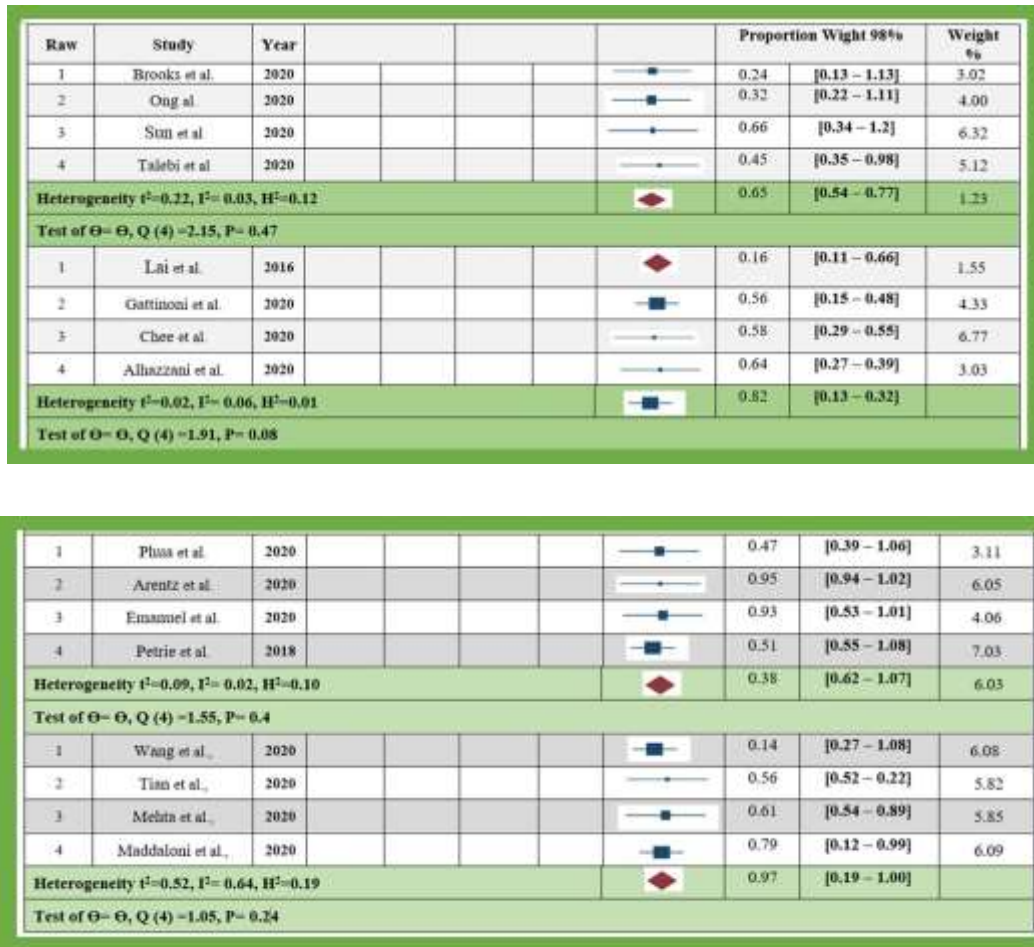 Raw Study Year Proportion Wight 98% Weight %
1 Brooks et al. 2020 0.24 [0.13 – 1.13] 3.02
2 Ong al. 2020 0.32 [0.22 – 1.11] 4.00
3 Sun et al 2020 0.66 [0.34 – 1.2] 6.32
4 Talebi et al 2020 0.45 [0.35 – 0.98] 5.12
Heterogeneity t²=0.22, I²= 0.03, H²=0.12 0.65 [0.54 – 0.77] 1.23
Test of Θ= Θ, Q (4) =2.15, P= 0.47
1 Lai et al. 2016 0.16 [0.11 – 0.66] 1.55
2 Gattinoni et al. 2020 0.56 [0.15 – 0.48] 4.33
3 Chee et al. 2020 0.58 [0.29 – 0.55] 6.77
4 Alhazzani et al. 2020 0.64 [0.27 – 0.39] 3.03
Heterogeneity t²=0.02, I²= 0.06, H²=0.01 0.82 [0.13 – 0.32]
Test of Θ= Θ, Q (4) =1.91, P= 0.08
1 Phua et al. 2020 0.47 [0.39 – 1.06] 3.11
2 Arentz et al. 2020 0.95 [0.94 – 1.02] 6.05
3 Emanuel et al. 2020 0.93 [0.53 – 1.01] 4.06
4 Petrie et al. 2018 0.51 [0.55 – 1.08] 7.03
Heterogeneity t²=0.09, I²= 0.02, H²=0.10 0.38 [0.62 – 1.07] 6.03
Test of Θ= Θ, Q (4) =1.55, P= 0.4
1 Wang et al., 2020 0.14 [0.27 – 1.08] 6.08
2 Tian et al., 2020 0.56 [0.52 – 0.22] 5.82
3 Mehta et al., 2020 0.61 [0.54 – 0.89] 5.85
4 Maddaloni et al., 2020 0.79 [0.12 – 0.99] 6.09
Heterogeneity t²=0.52, I²= 0.64, H²=0.19 0.97 [0.19 – 1.00]
Test of Θ= Θ, Q (4) =1.05, P= 0.24